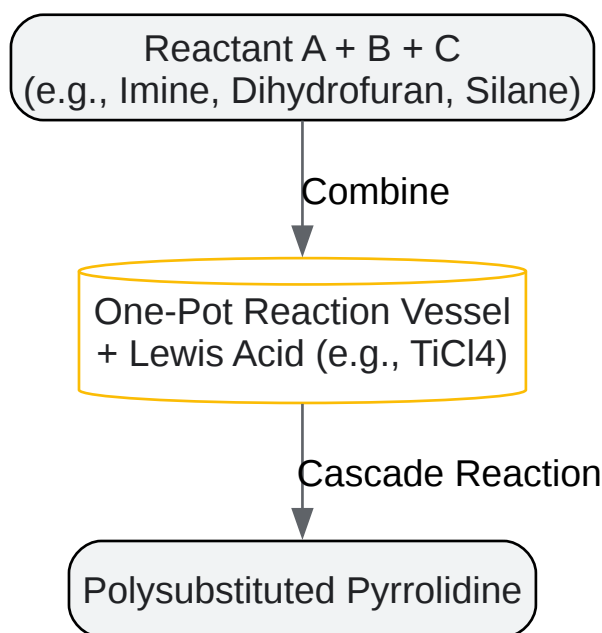 Reactant A + B + C
(e.g., Imine, Dihydrofuran, Silane)
Combine
One-Pot Reaction Vessel
+ Lewis Acid (e.g., TiCl4)
Cascade Reaction
Polysubstituted Pyrrolidine